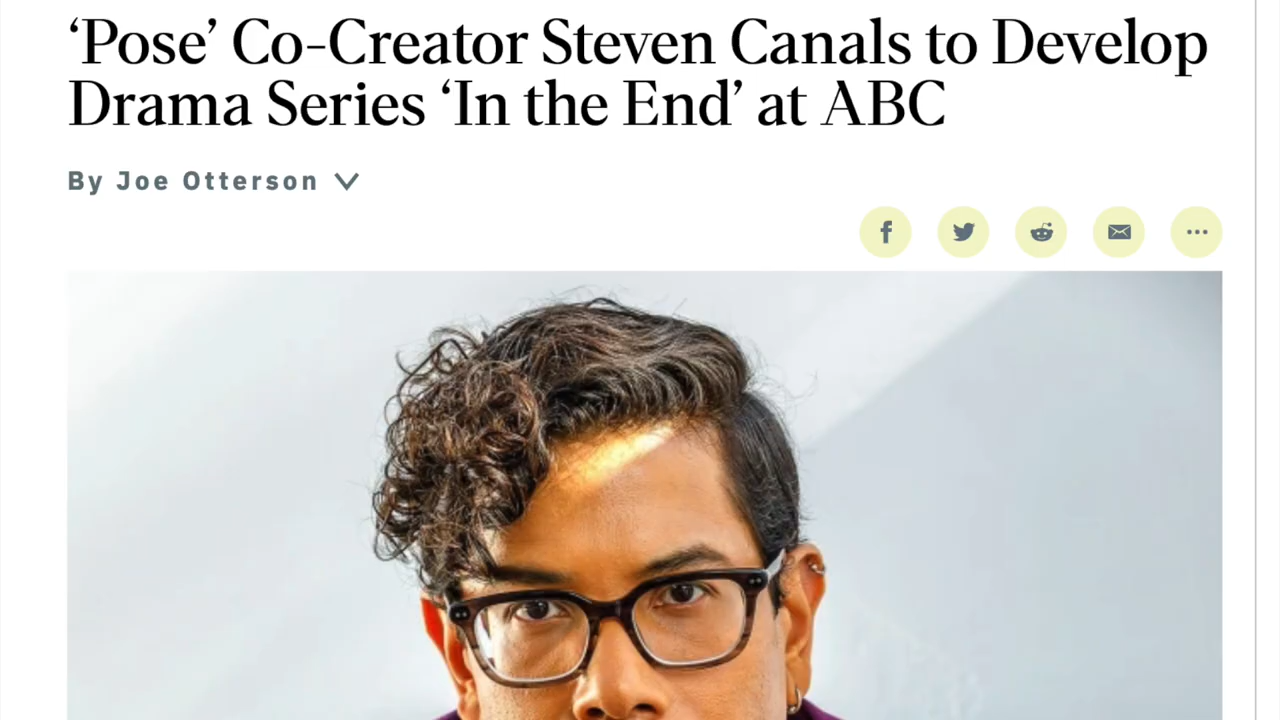 ‘Pose’ Co-Creator Steven Canals to Develop
Drama Series ‘In the End’ at ABC
By Joe Otterson